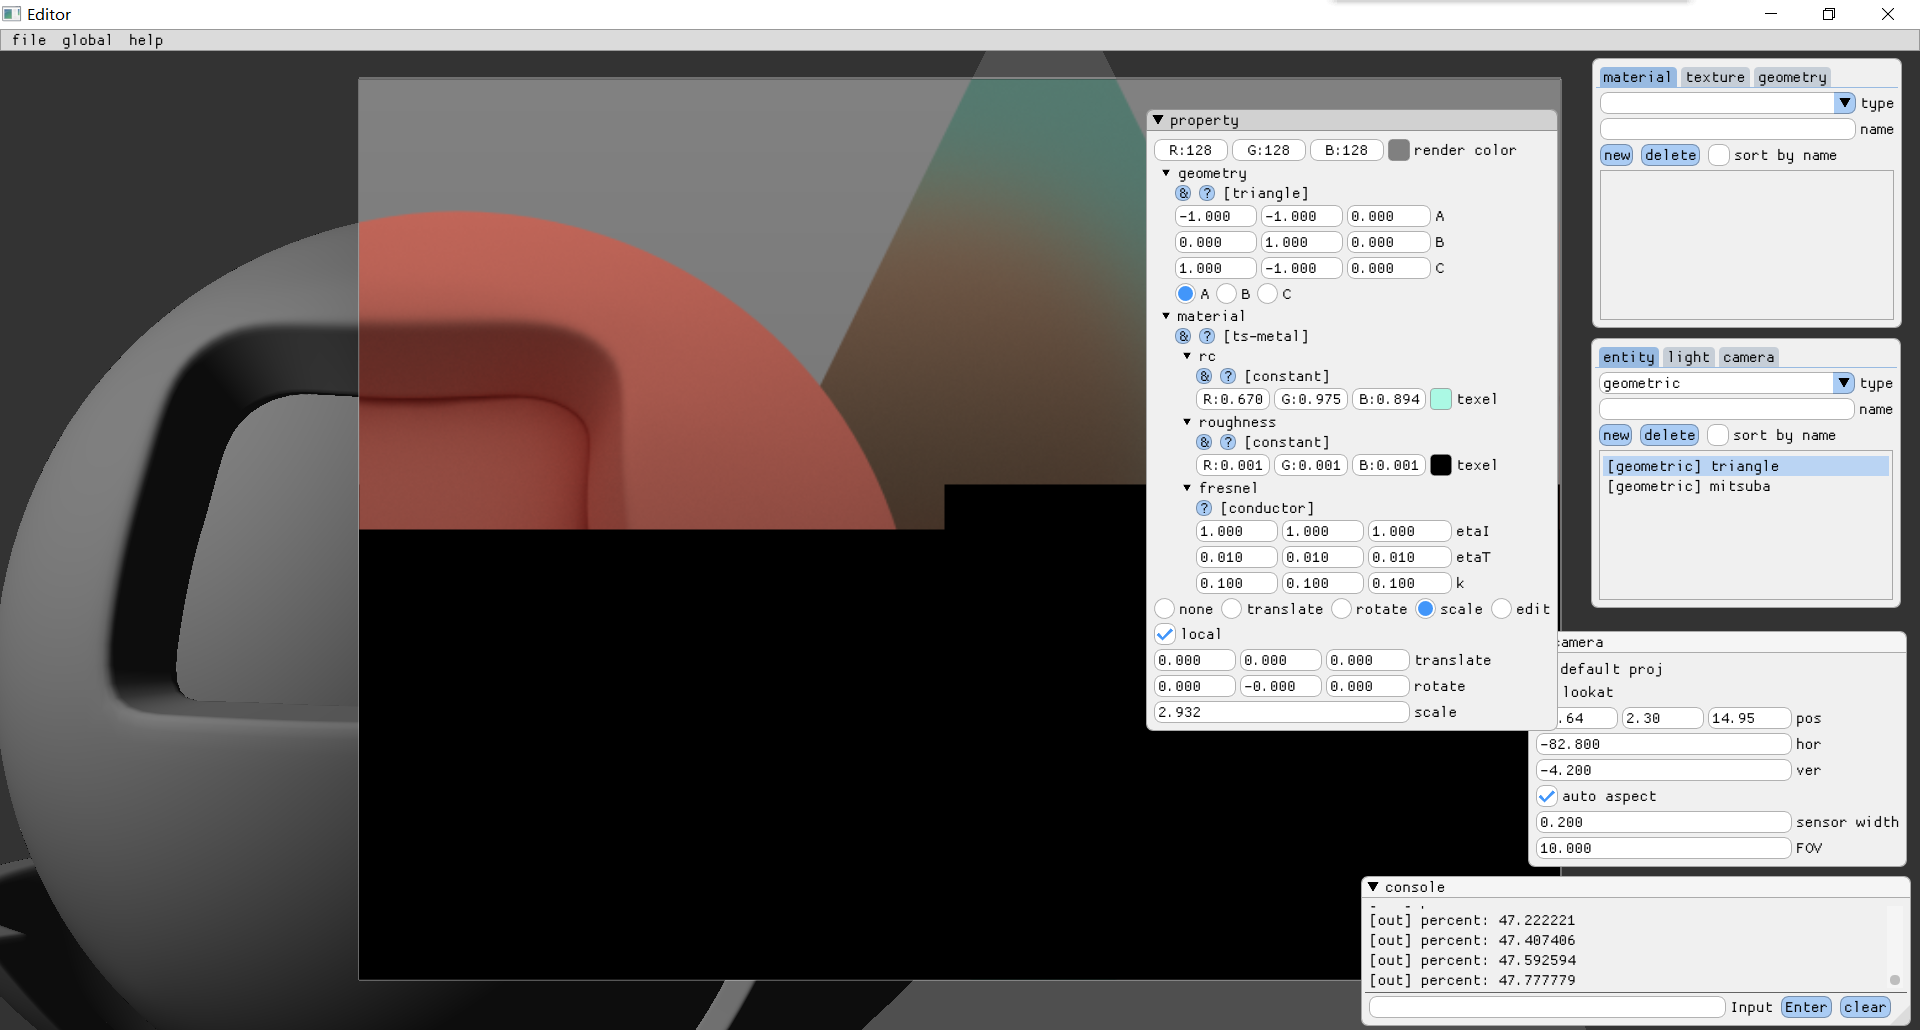 Editor
file global help
property
R:128 G:128 B:128 render color
geometry
& ? [triangle]
-1.000 -1.000 0.000 A
0.000 1.000 0.000 B
1.000 -1.000 0.000 C
A B C
material
& ? [ts-metal]
rc
& ? [constant]
R:0.670 G:0.975 B:0.894 texel
roughness
& ? [constant]
R:0.001 G:0.001 B:0.001 texel
fresnel
? [conductor]
1.000 1.000 1.000 etaI
0.010 0.010 0.010 etaT
0.100 0.100 0.100 k
none translate rotate scale edit
local
0.000 0.000 0.000 translate
0.000 -0.000 0.000 rotate
2.932 scale
material texture geometry
type
name
new delete sort by name
entity light camera
geometric type
name
new delete sort by name
[geometric] triangle
[geometric] mitsuba
amera
default proj
lookat
.64 2.30 14.95 pos
-82.800 hor
-4.200 ver
auto aspect
0.200 sensor width
10.000 FOV
console
[out] percent: 47.222221
[out] percent: 47.407406
[out] percent: 47.592594
[out] percent: 47.777779
Input Enter clear